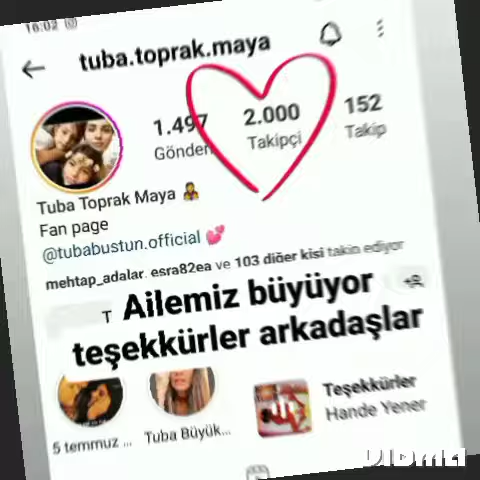 16:02
tuba.toprak.maya
1.497 2.000 152
Gönderi Takipçi Takip
Tuba Toprak Maya
Fan page
@tubabustun.official
mehtap_adalar, esra82ea ve 103 diğer kişi takip ediyor
T Ailemiz büyüyor
teşekkürler arkadaşlar
Teşekkürler
Hande Yener
5 temmuz ... Tuba Büyük...
VIDMA